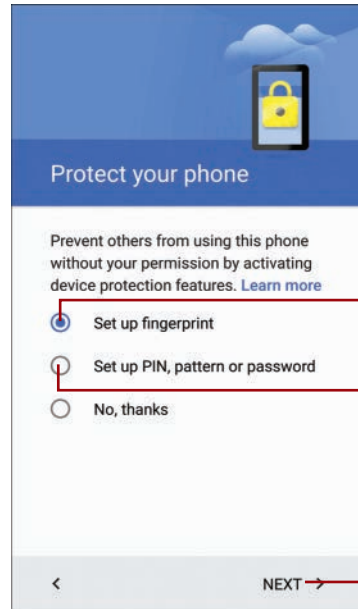 Protect your phone
Prevent others from using this phone
without your permission by activating
device protection features. Learn more
Set up fingerprint
Set up PIN, pattern or password
No, thanks
NEXT